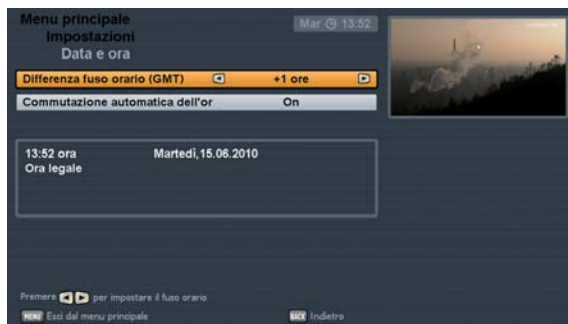 Menu principale
Mar 13:52
Impostazioni
Data e ora
Differenza fuso orario (GMT) +1 ore
Commutazione automatica dell'or On
13:52 ora Martedì,15.06.2010
Ora legale
Premere per impostare il fuso orario
MENU Esci dal menu principale BACK Indietro